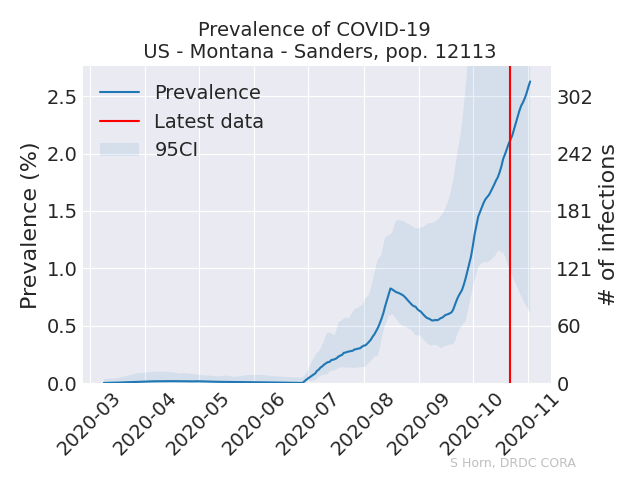 Prevalence of COVID-19
US - Montana - Sanders, pop. 12113
Prevalence
Latest data
95CI
Prevalence (%)
2.5
2.0
1.5
1.0
0.5
0.0
302
242
181
121
60
0
# of infections
2020-03
2020-04
2020-05
2020-06
2020-07
2020-08
2020-09
2020-10
2020-11
S Horn, DRDC CORA